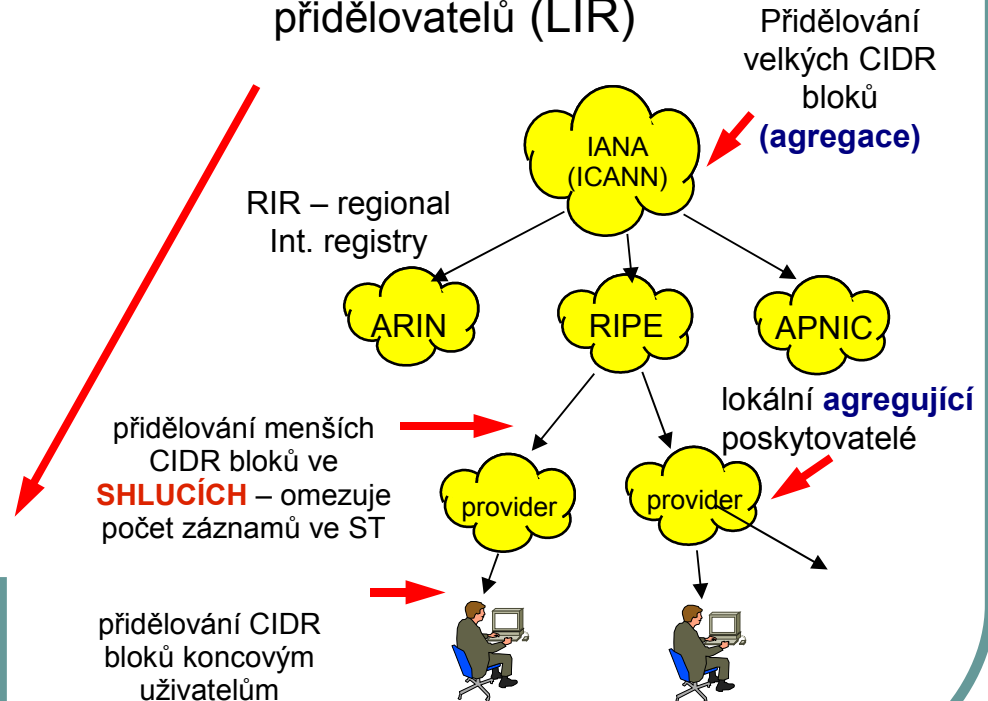 přidělovatelů (LIR)
Přidělování
velkých CIDR
bloků
(agregace)
IANA
(ICANN)
RIR – regional
Int. registry
ARIN
RIPE
APNIC
lokální agregující
poskytovatelé
přidělování menších
CIDR bloků ve
SHLUCÍCH – omezuje
počet záznamů ve ST
provider
provider
přidělování CIDR
bloků koncovým
uživatelům